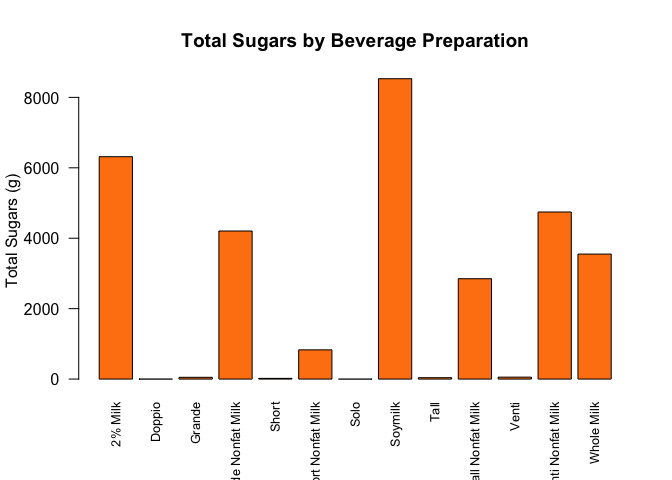 Total Sugars by Beverage Preparation
Total Sugars (g)
8000
6000
4000
2000
0
2% Milk
Doppio
Grande
de Nonfat Milk
Short
ort Nonfat Milk
Solo
Soymilk
Tall
all Nonfat Milk
Venti
nti Nonfat Milk
Whole Milk